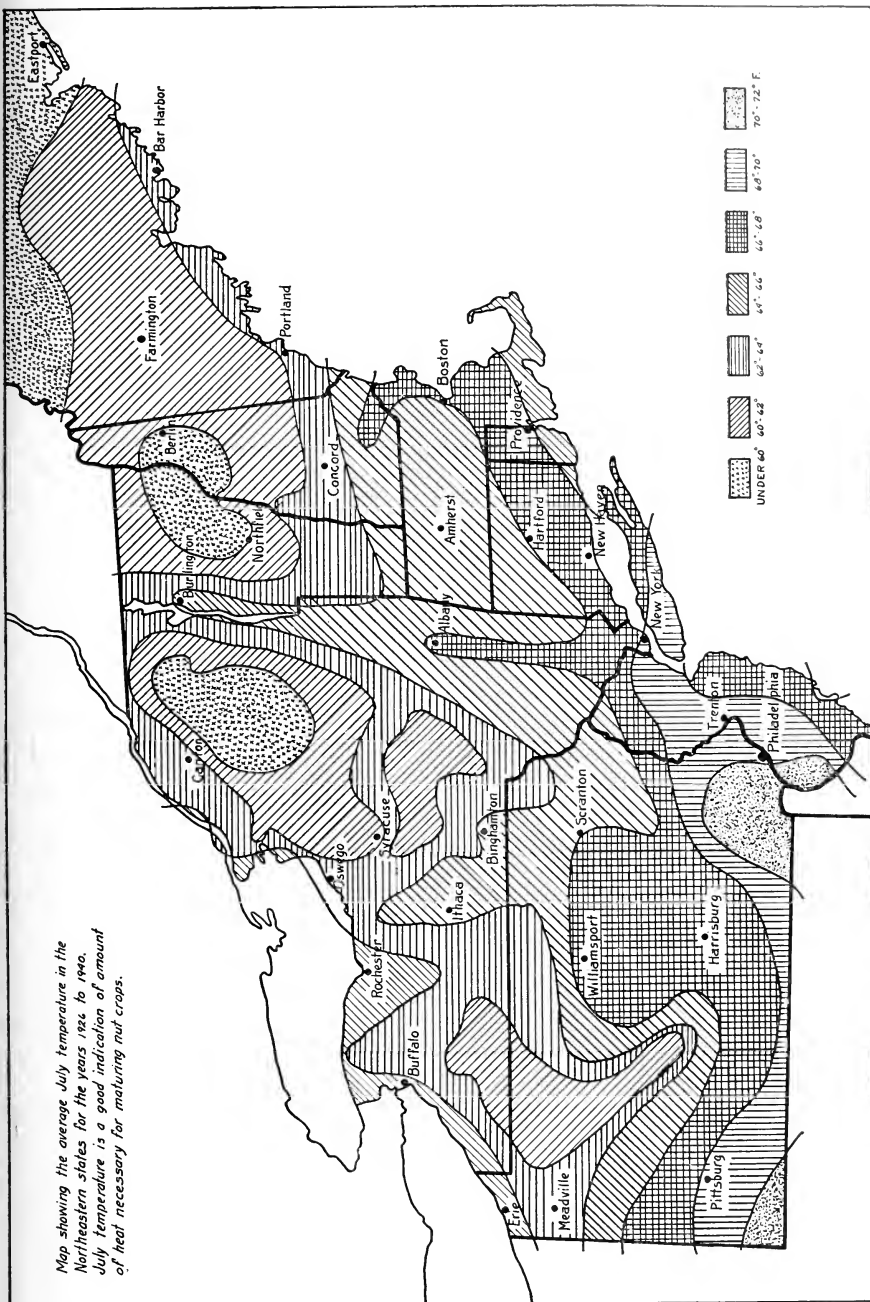 Map showing the average July temperature in the
Northeastern states for the years 1926 to 1940.
July temperature is a good indication of amount
of heat necessary for maturing nut crops.
Eastport
Bar Harbor
Farmington
Portland
Berlin
Concord
Northfiel
Burlington
Boston
Amherst
Providence
Hartford
New Haven
Albany
New York
Canton
Syracuse
Oswego
Binghamton
Ithaca
Rochester
Buffalo
Scranton
Trenton
Philadelphia
Williamsport
Harrisburg
Erie
Meadville
Pittsburg
UNDER 60°
60°-62°
62°-64°
64°-66°
66°-68°
68°-70°
70°-72° F.